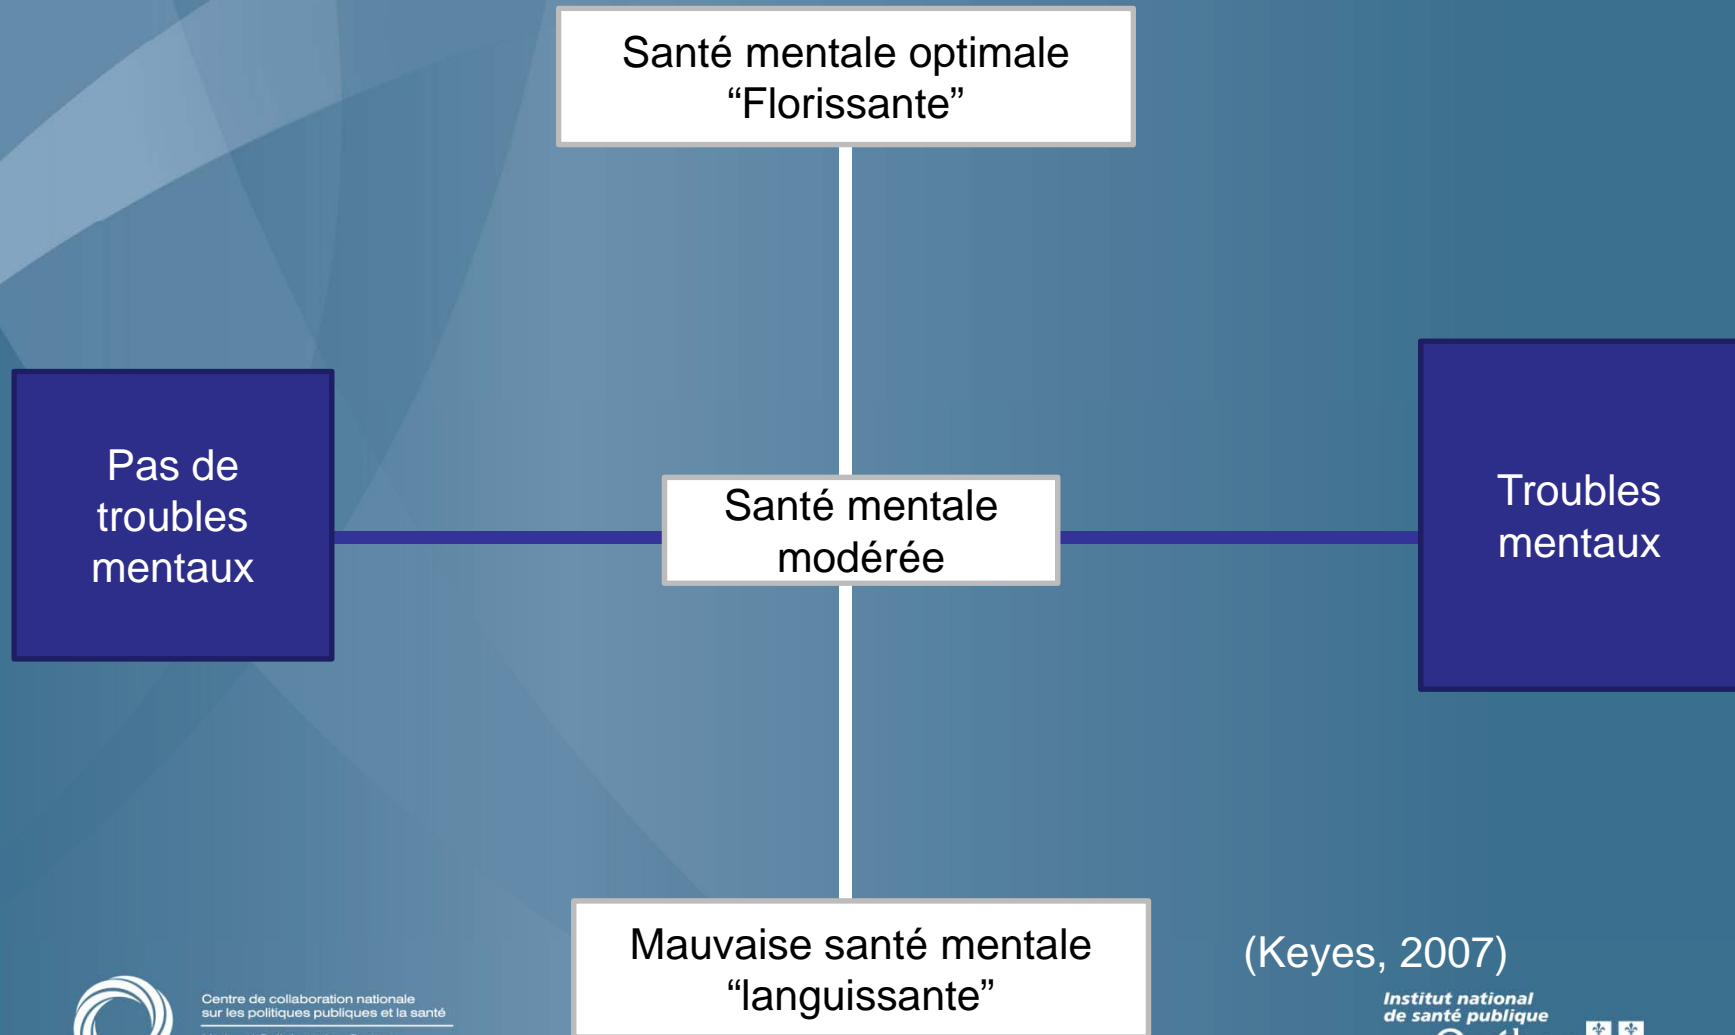 Santé mentale optimale
“Florissante”
Pas de
troubles
mentaux
Santé mentale
modérée
Troubles
mentaux
Mauvaise santé mentale
“languissante”
(Keyes, 2007)
Centre de collaboration nationale
sur les politiques publiques et la santé
Institut national
de santé publique